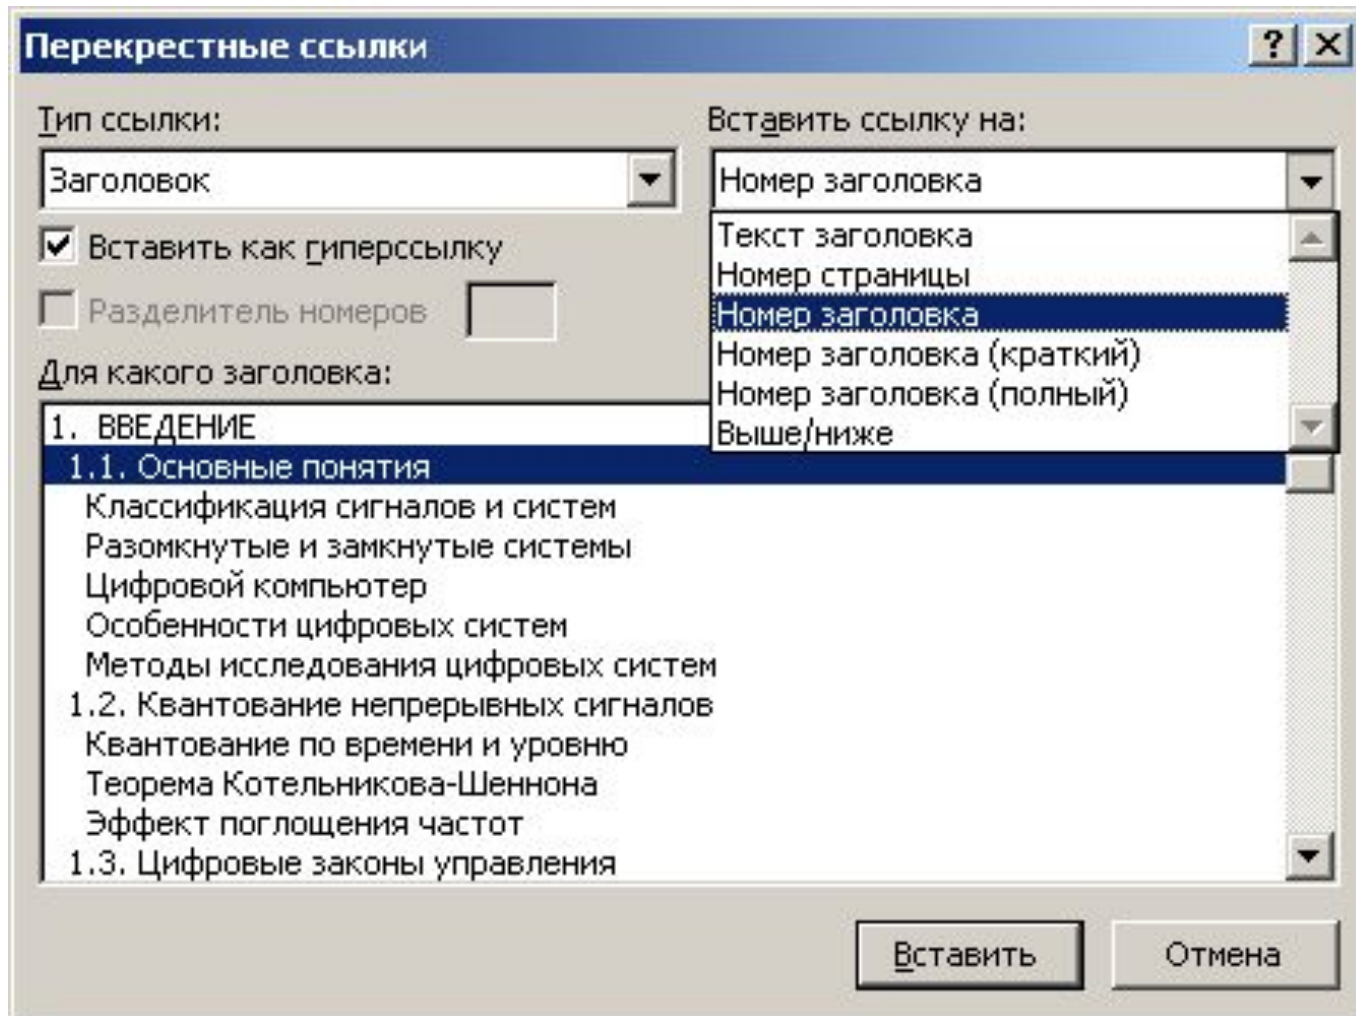 Перекрестные ссылки
Тип ссылки:
Вставить ссылку на:
Заголовок
Номер заголовка
Вставить как гиперссылку
Разделитель номеров
Текст заголовка
Номер страницы
Номер заголовка
Номер заголовка (краткий)
Номер заголовка (полный)
Выше/ниже
Для какого заголовка:
1. ВВЕДЕНИЕ
1.1. Основные понятия
Классификация сигналов и систем
Разомкнутые и замкнутые системы
Цифровой компьютер
Особенности цифровых систем
Методы исследования цифровых систем
1.2. Квантование непрерывных сигналов
Квантование по времени и уровню
Теорема Котельникова-Шеннона
Эффект поглощения частот
1.3. Цифровые законы управления
Вставить
Отмена